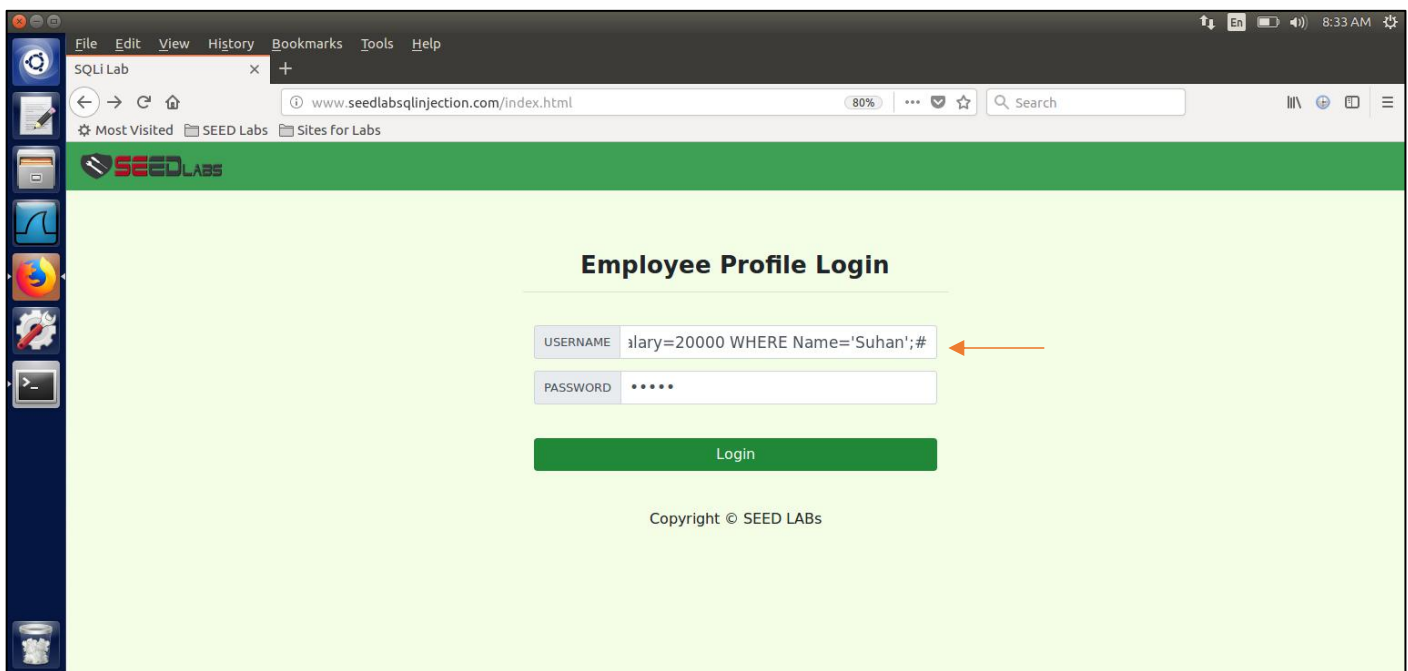 En 8:33 AM
File Edit View History Bookmarks Tools Help
SQLi Lab × +
www.seedlabsqlinjection.com/index.html 80% ••• Search
Most Visited SEED Labs Sites for Labs
SEEDLABS
Employee Profile Login
USERNAME alary=20000 WHERE Name='Suhan';#
PASSWORD •••••
Login
Copyright © SEED LABs